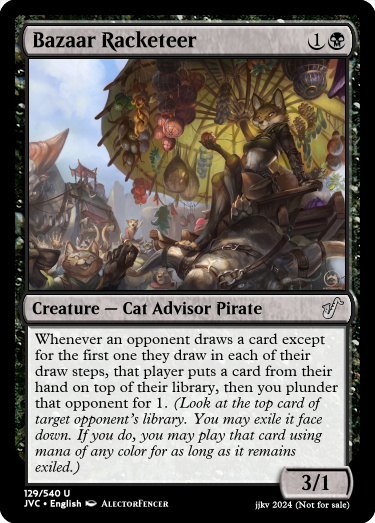 Bazaar Racketeer
1
Creature — Cat Advisor Pirate
Whenever an opponent draws a card except
for the first one they draw in each of their
draw steps, that player puts a card from their
hand on top of their library, then you plunder
that opponent for 1. (Look at the top card of
target opponent's library. You may exile it face
down. If you do, you may play that card using
mana of any color for as long as it remains
exiled.)
3/1
129/540 U
JVC • English AlectorFencer
jjkv 2024 (Not for sale)